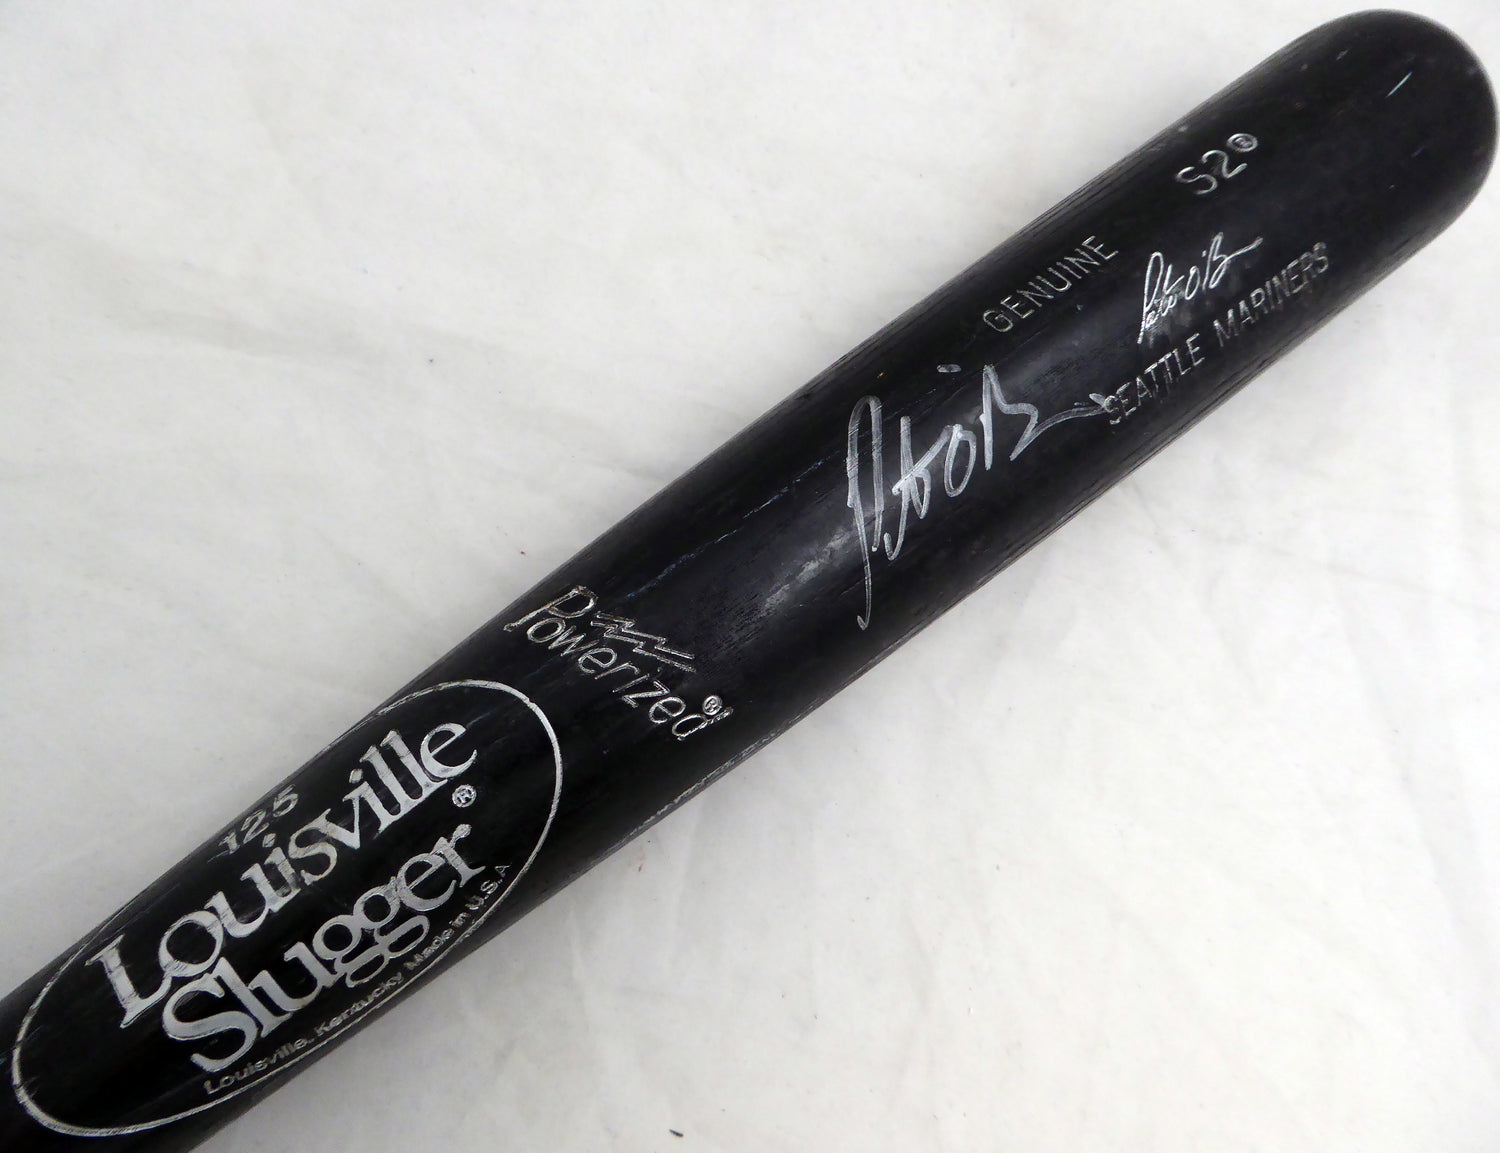 125
Louisville
Slugger®
Louisville, Kentucky Made in U.S.A
Powerized®
GENUINE
S2®
SEATTLE MARINERS